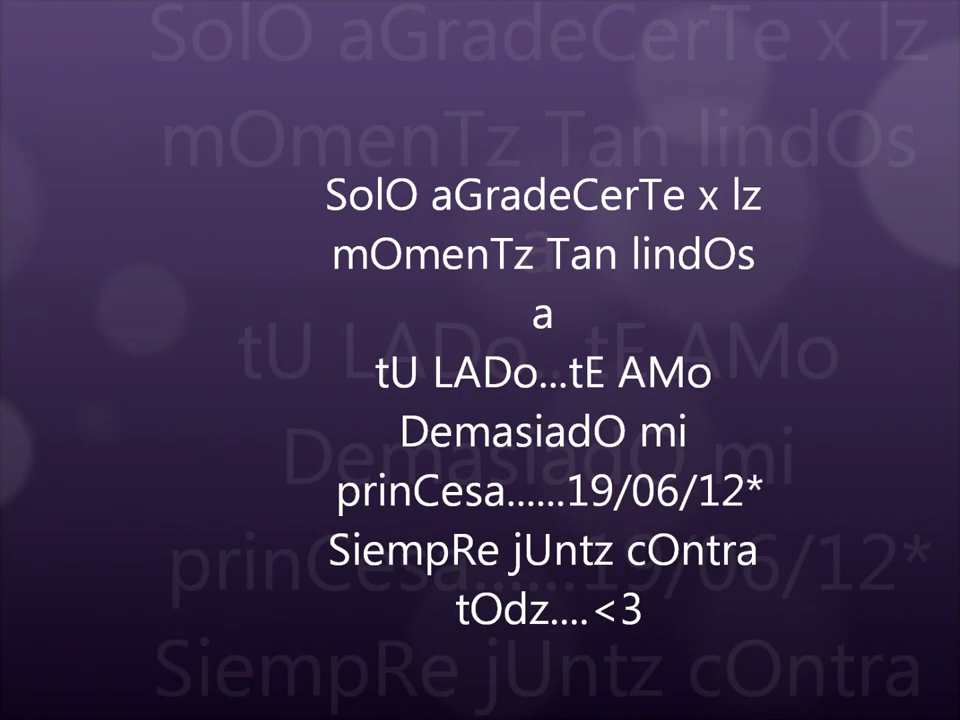 SolO aGradeCerTe x lz
mOmenTz Tan lindOs
a
tU LADo...tE AMo
DemasiadO mi
prinCesa......19/06/12*
SiempRe jUntz cOntra
tOdz....<3